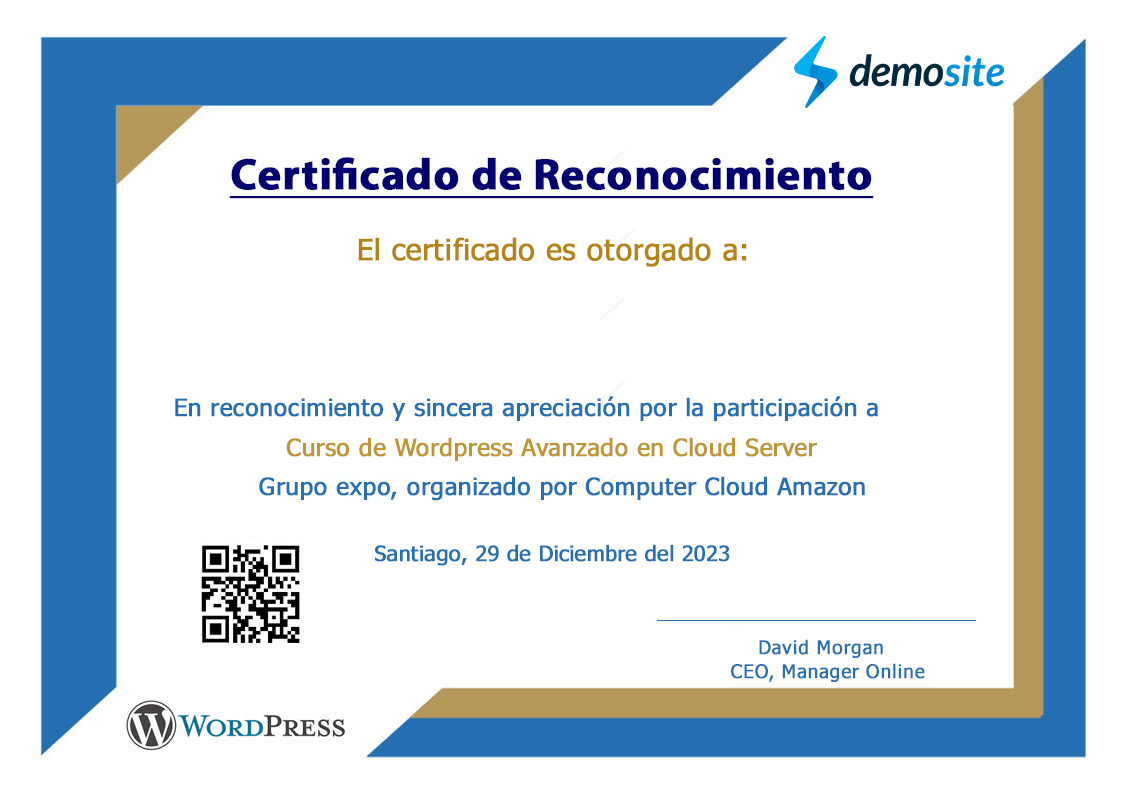 demosite
Certificado de Reconocimiento
El certificado es otorgado a:
En reconocimiento y sincera apreciación por la participación a
Curso de Wordpress Avanzado en Cloud Server
Grupo expo, organizado por Computer Cloud Amazon
Santiago, 29 de Diciembre del 2023
David Morgan
CEO, Manager Online
WORDPRESS